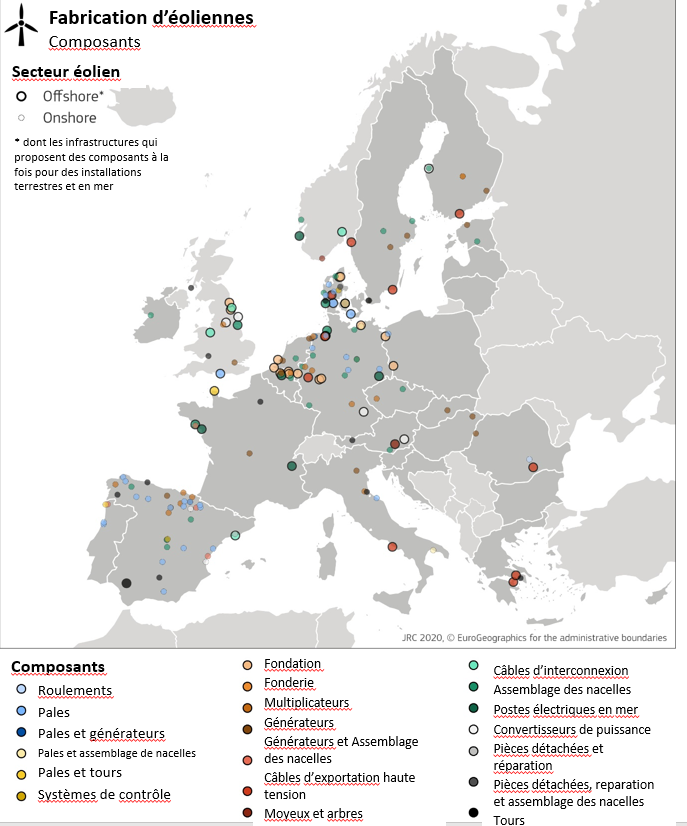 Fabrication d'éoliennes
Composants
Secteur éolien
Offshore*
Onshore
* dont les infrastructures qui
proposent des composants à la
fois pour des installations
terrestres et en mer
JRC 2020, © EuroGeographics for the administrative boundaries
Composants
Roulements
Pales
Pales et générateurs
Pales et assemblage de nacelles
Pales et tours
Systèmes de contrôle
Fondation
Fonderie
Multiplicateurs
Générateurs
Générateurs et Assemblage
des nacelles
Câbles d'exportation haute
tension
Moyeux et arbres
Câbles d'interconnexion
Assemblage des nacelles
Postes électriques en mer
Convertisseurs de puissance
Pièces détachées et
réparation
Pièces détachées, reparation
et assemblage des nacelles
Tours